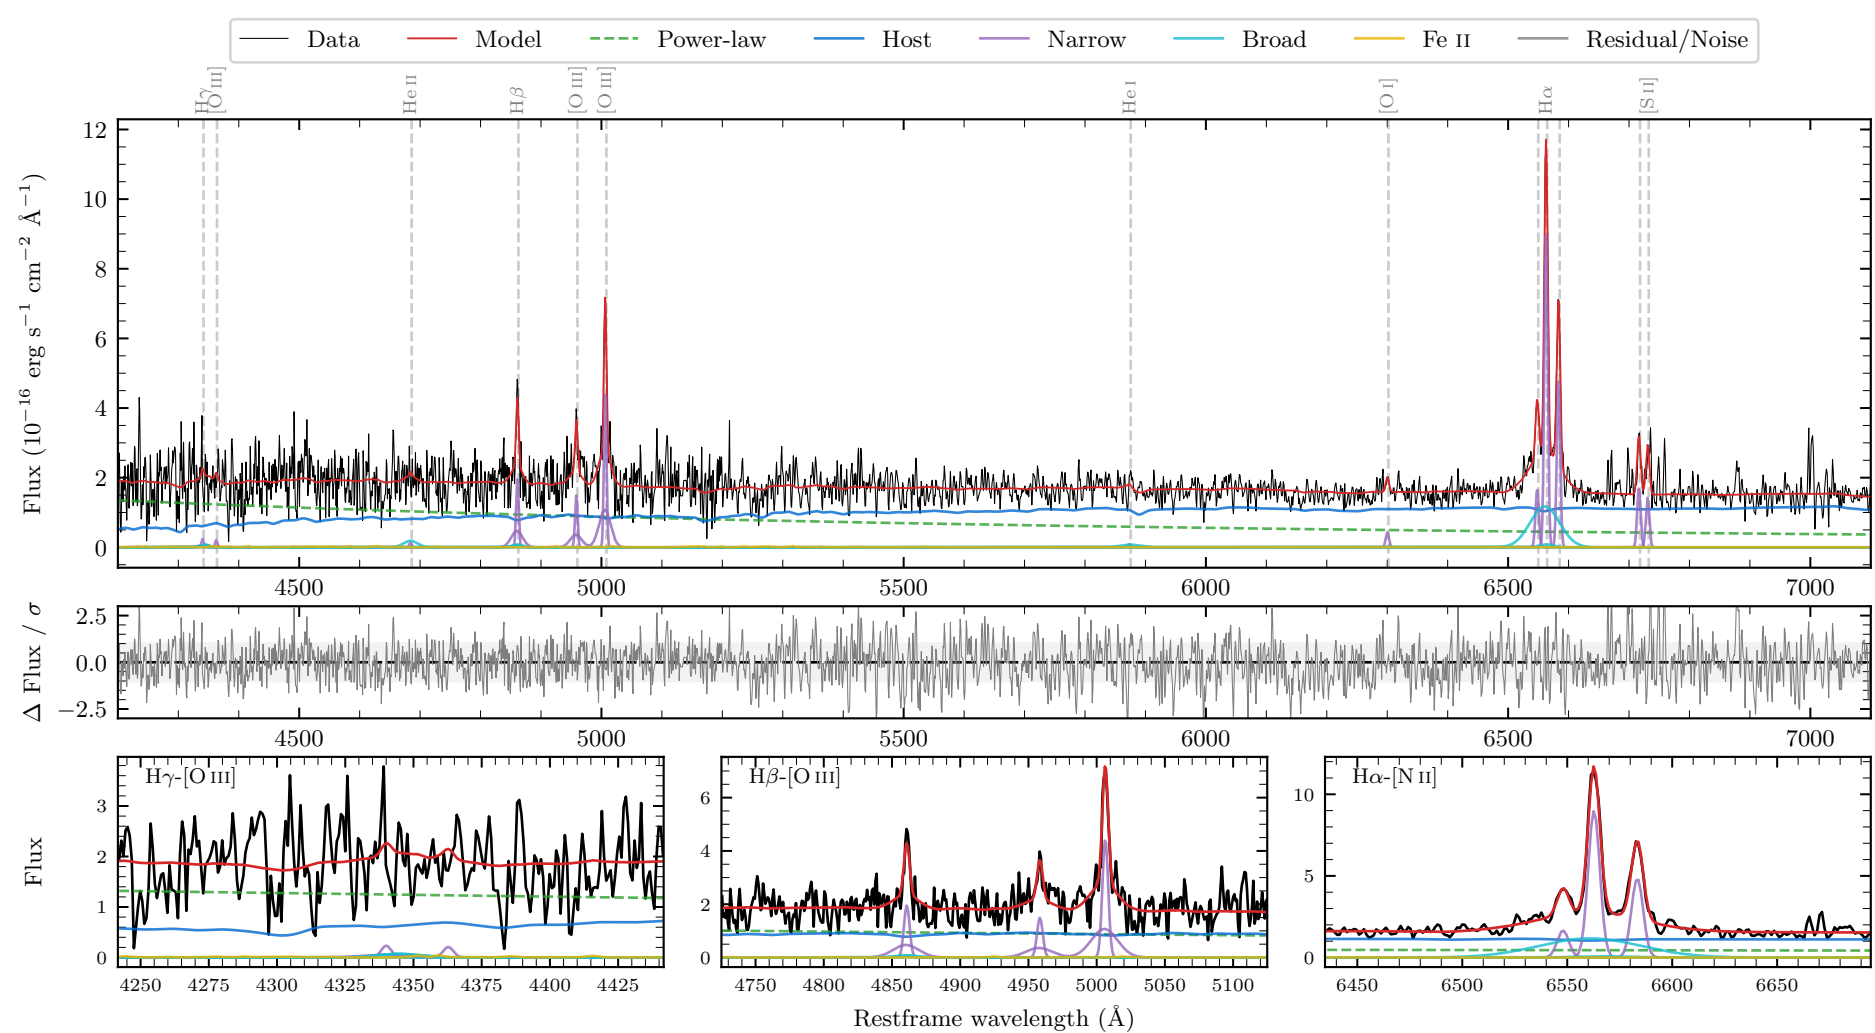 Data Model Power-law Host Narrow Broad Fe II Residual/Noise
Hγ [O III] He II Hβ [O III] [O III] He I [O I] Hα [S II]
Flux (10⁻¹⁶ erg s⁻¹ cm⁻² Å⁻¹)
12
10
8
6
4
2
0
4500 5000 5500 6000 6500 7000
Δ Flux / σ
2.5
0.0
−2.5
4500 5000 5500 6000 6500 7000
Flux
Hγ-[O III]
3
2
1
0
4250 4275 4300 4325 4350 4375 4400 4425
Hβ-[O III]
6
4
2
0
4750 4800 4850 4900 4950 5000 5050 5100
Hα-[N II]
10
5
0
6450 6500 6550 6600 6650
Restframe wavelength (Å)